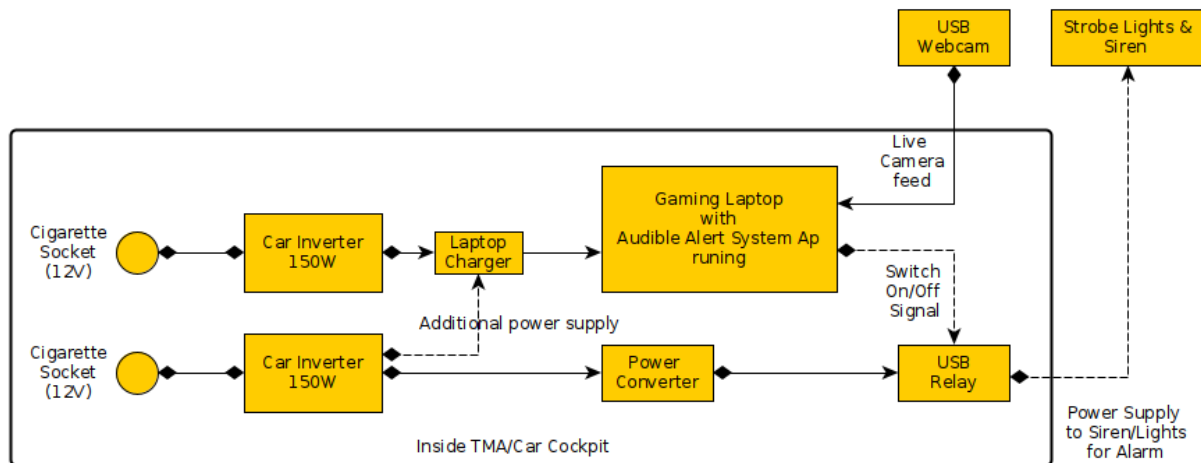 USB
Webcam
Strobe Lights &
Siren
Live
Camera
feed
Gaming Laptop
with
Audible Alert System Ap
runing
Cigarette
Socket
(12V)
Car Inverter
150W
Laptop
Charger
Switch
On/Off
Signal
Additional power supply
Cigarette
Socket
(12V)
Car Inverter
150W
Power
Converter
USB
Relay
Power Supply
to Siren/Lights
for Alarm
Inside TMA/Car Cockpit